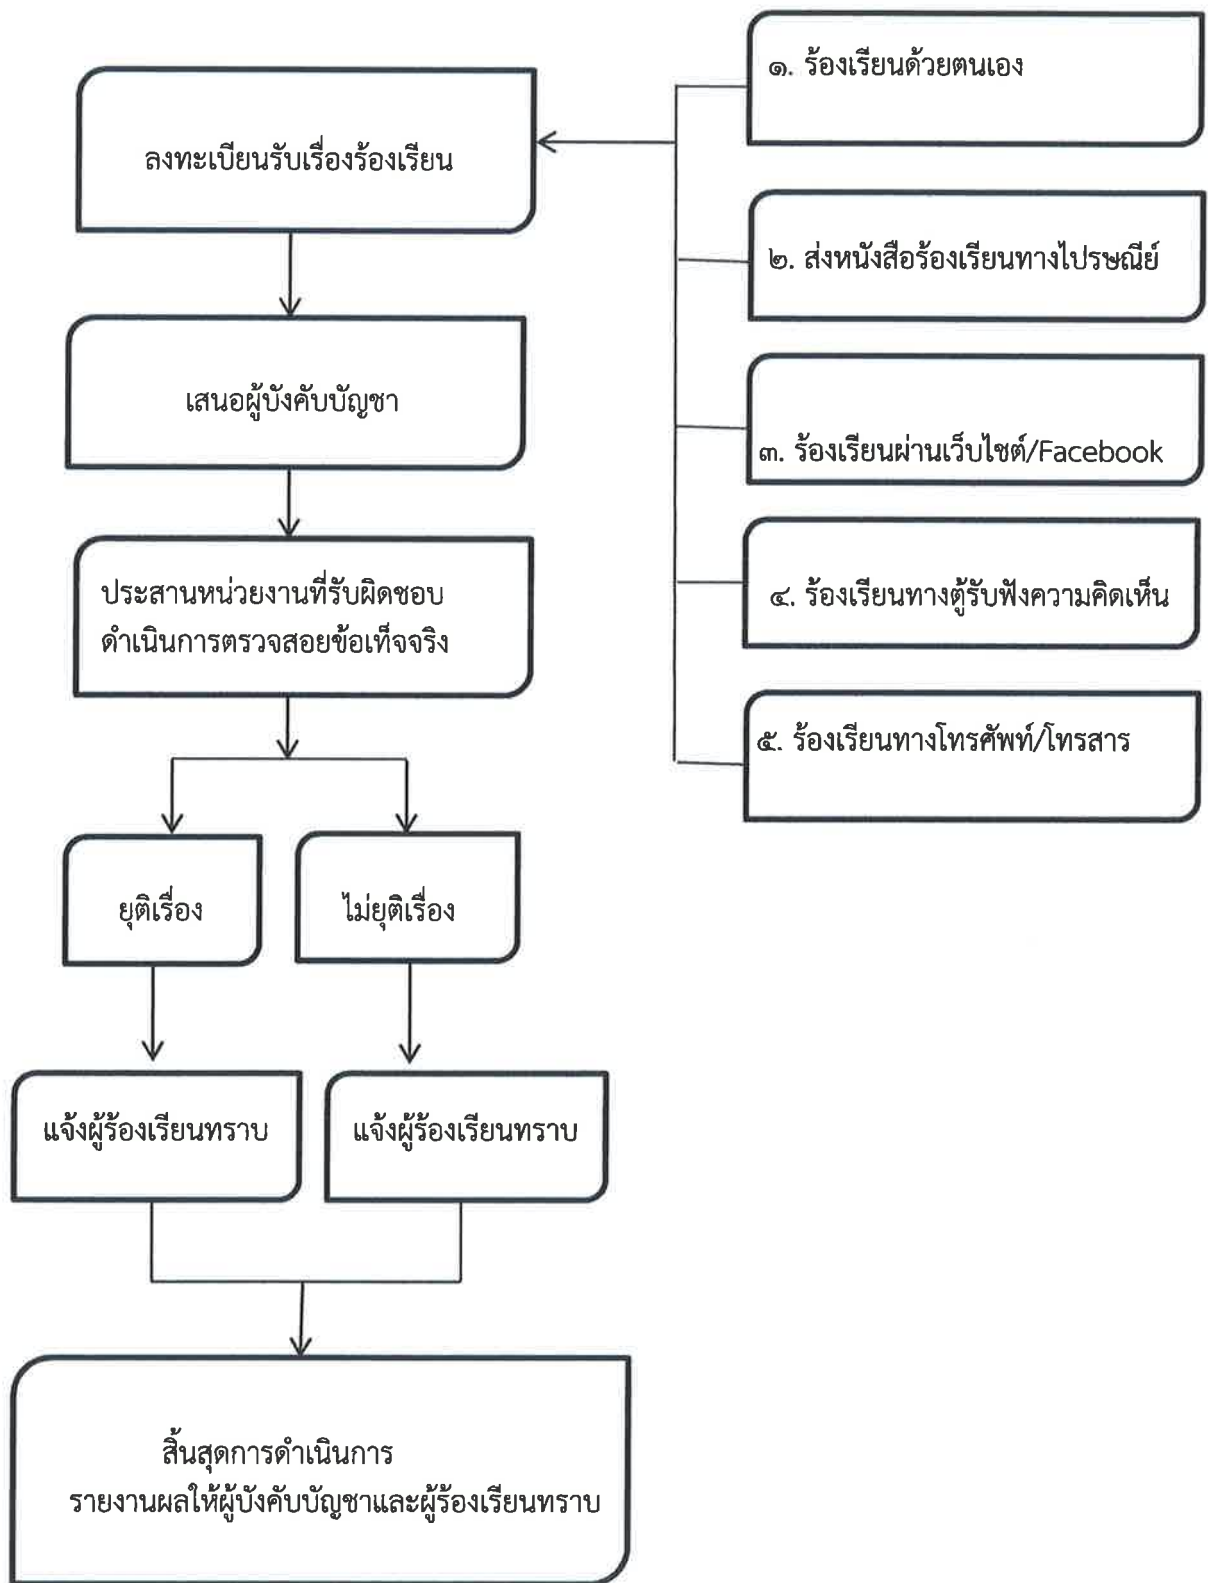 ๑. ร้องเรียนด้วยตนเอง
ลงทะเบียนรับเรื่องร้องเรียน
๒. ส่งหนังสือร้องเรียนทางไปรษณีย์
เสนอผู้บังคับบัญชา
๓. ร้องเรียนผ่านเว็บไซต์/Facebook
ประสานหน่วยงานที่รับผิดชอบ
ดำเนินการตรวจสอยข้อเท็จจริง
๔. ร้องเรียนทางตู้รับฟังความคิดเห็น
๕. ร้องเรียนทางโทรศัพท์/โทรสาร
ยุติเรื่อง
ไม่ยุติเรื่อง
แจ้งผู้ร้องเรียนทราบ
แจ้งผู้ร้องเรียนทราบ
สิ้นสุดการดำเนินการ
รายงานผลให้ผู้บังคับบัญชาและผู้ร้องเรียนทราบ